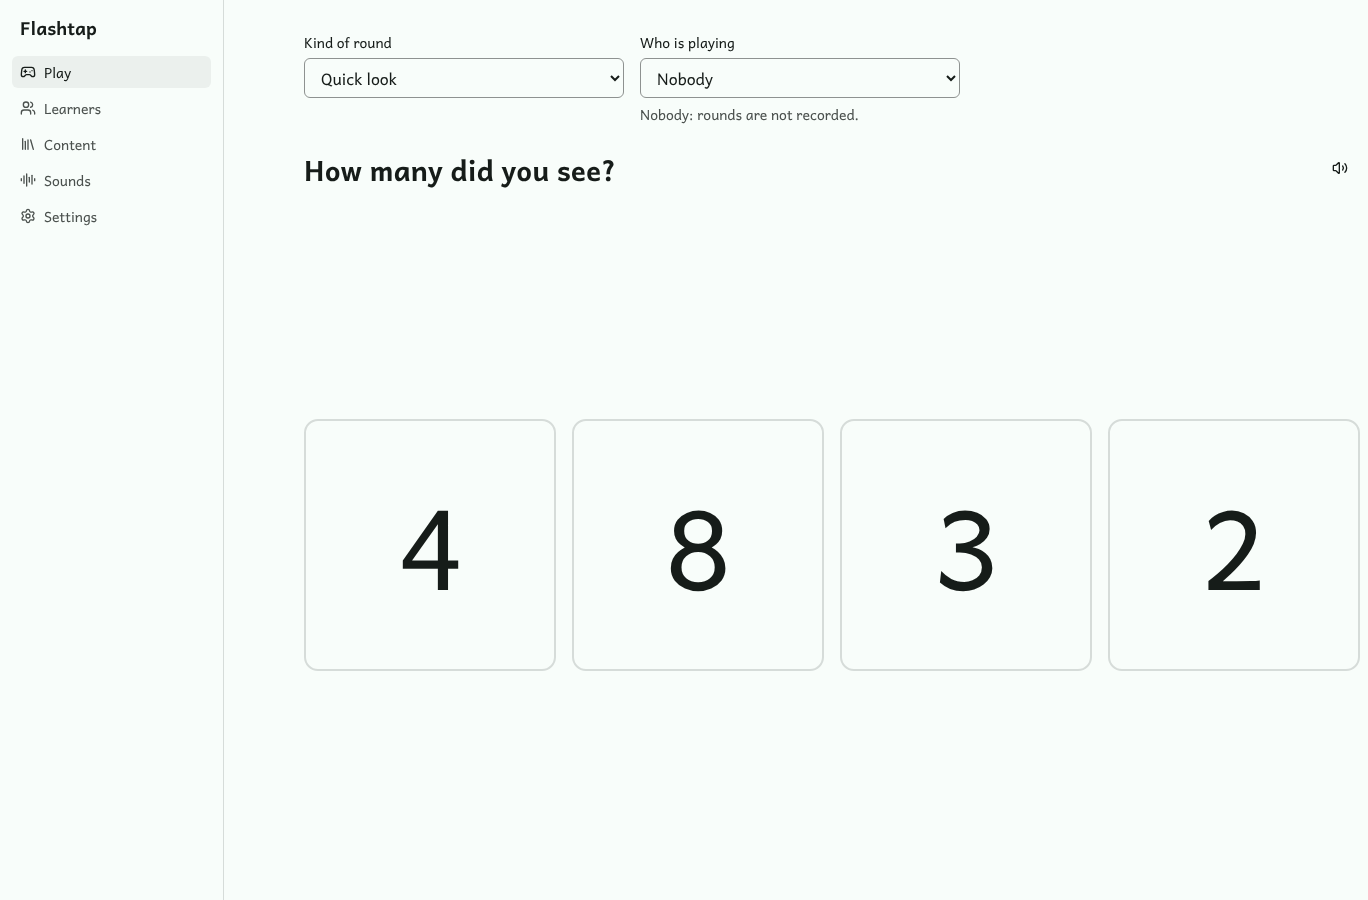 Flashtap
Play
Learners
Content
Sounds
Settings
Kind of round
Who is playing
Quick look
Nobody
Nobody: rounds are not recorded.
How many did you see?
4
8
3
2